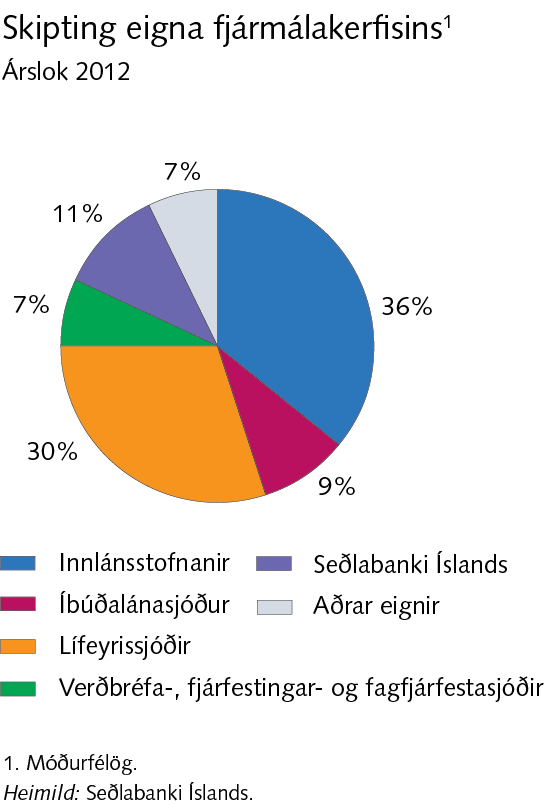 Skipting eigna fjármálakerfisins¹
Árslok 2012
7%
11%
36%
7%
30%
9%
Innlánsstofnanir
Seðlabanki Íslands
Íbúðalánasjóður
Aðrar eignir
Lífeyrissjóðir
Verðbréfa-, fjárfestingar- og fagfjárfestasjóðir
1. Móðurfélög.
Heimild: Seðlabanki Íslands.